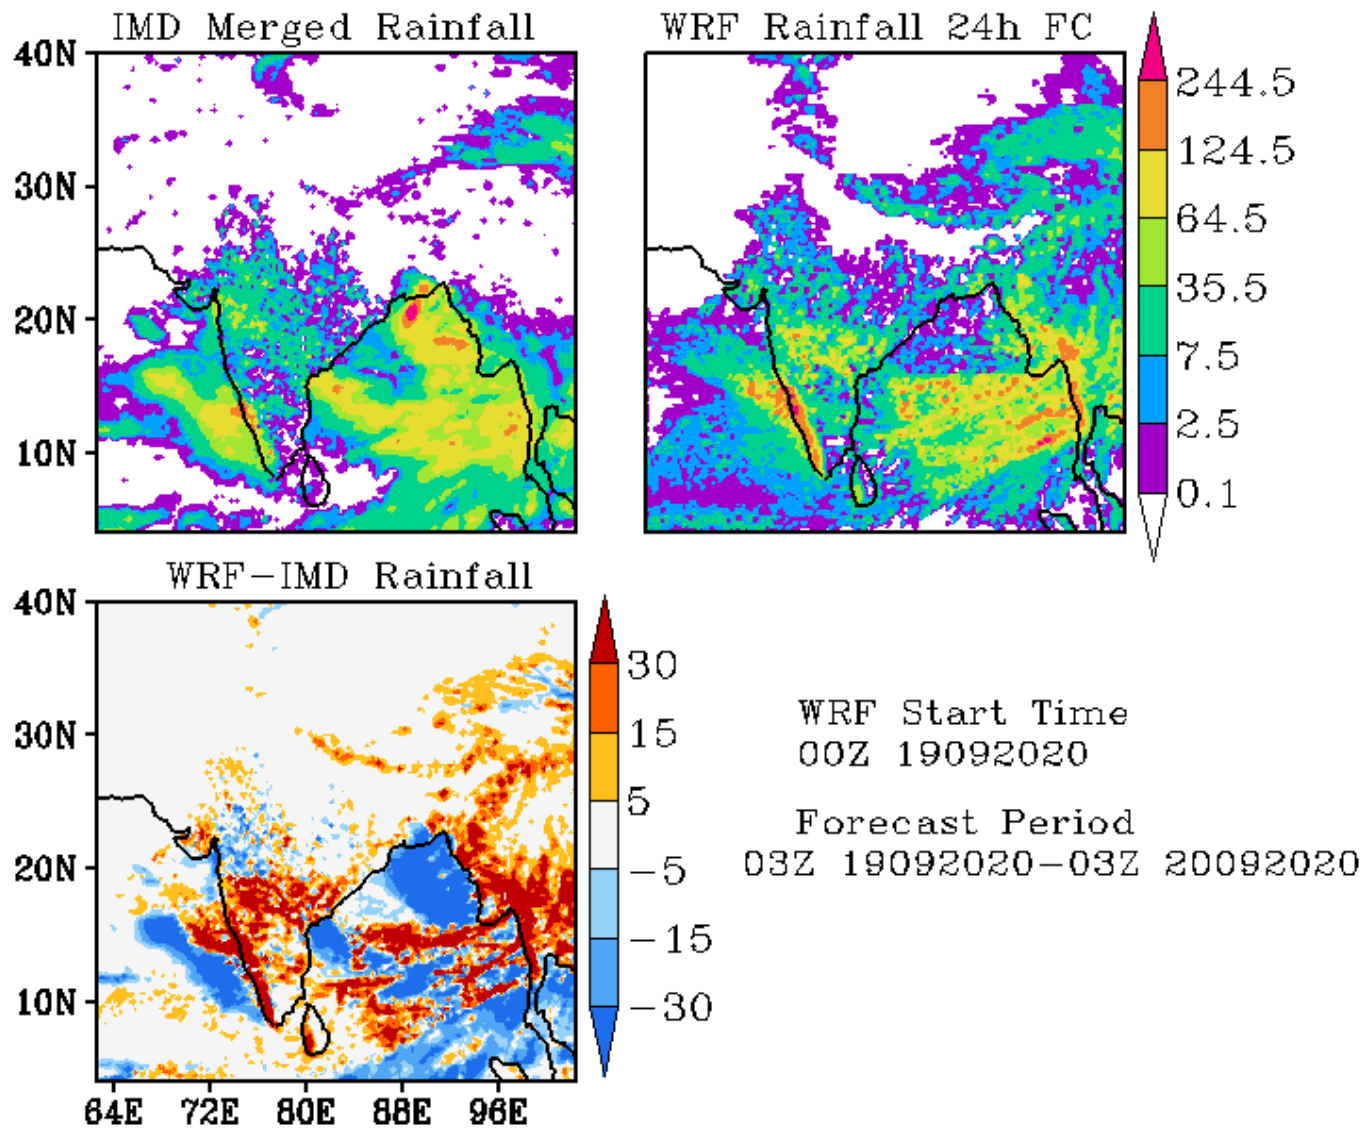 IMD Merged Rainfall
WRF Rainfall 24h FC
40N
30N
20N
10N
244.5
124.5
64.5
35.5
7.5
2.5
0.1
WRF-IMD Rainfall
40N
30N
20N
10N
64E 72E 80E 88E 96E
30
15
5
-5
-15
-30
WRF Start Time
00Z 19092020
Forecast Period
03Z 19092020-03Z 20092020